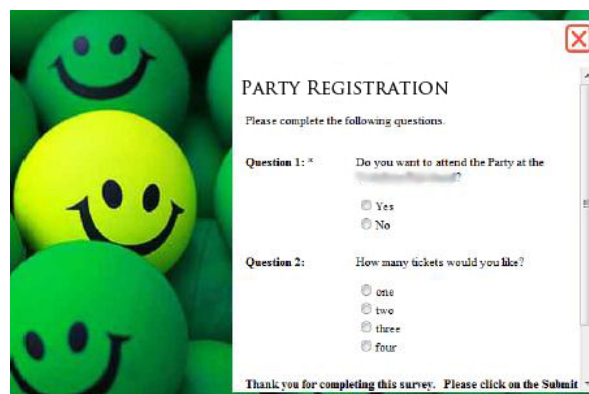 PARTY REGISTRATION
Please complete the following questions.
Question 1: * Do you want to attend the Party at the
?
Yes
No
Question 2: How many tickets would you like?
one
two
three
four
Thank you for completing this survey. Please click on the Submit